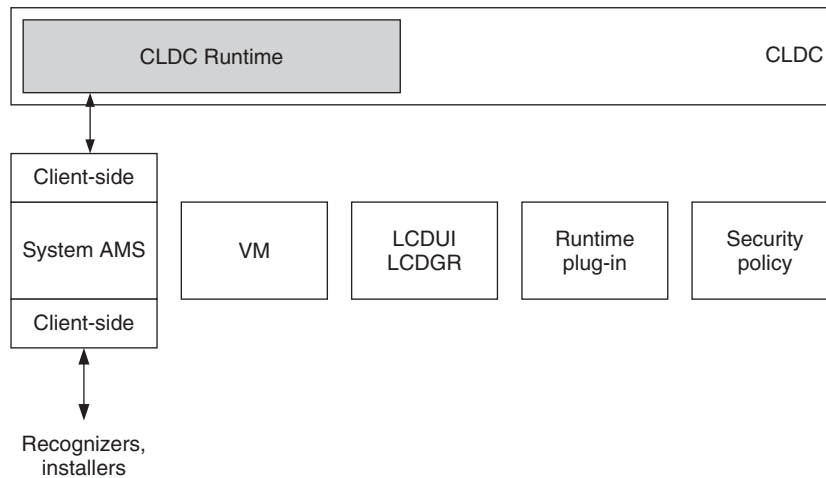 CLDC Runtime
CLDC
Client-side
System AMS
Client-side
VM
LCDUI
LCDGR
Runtime
plug-in
Security
policy
Recognizers,
installers